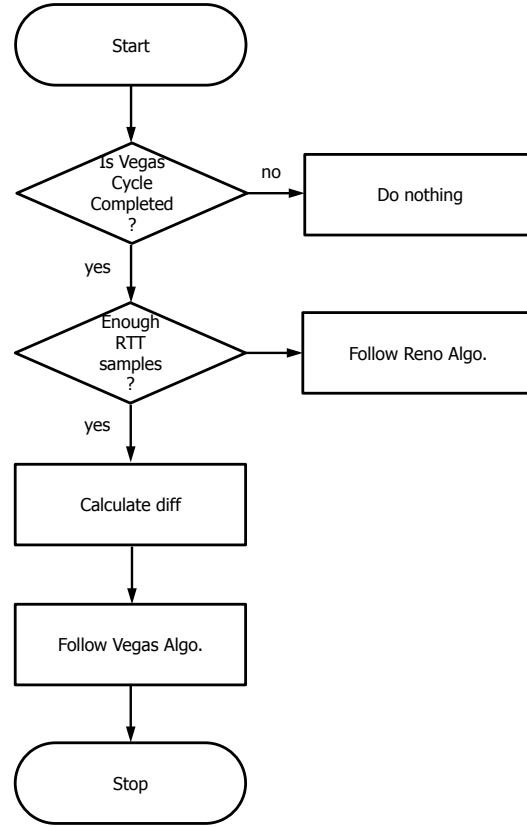 Start
Is Vegas
Cycle
Completed
?
no
Do nothing
yes
Enough
RTT
samples
?
Follow Reno Algo.
yes
Calculate diff
Follow Vegas Algo.
Stop